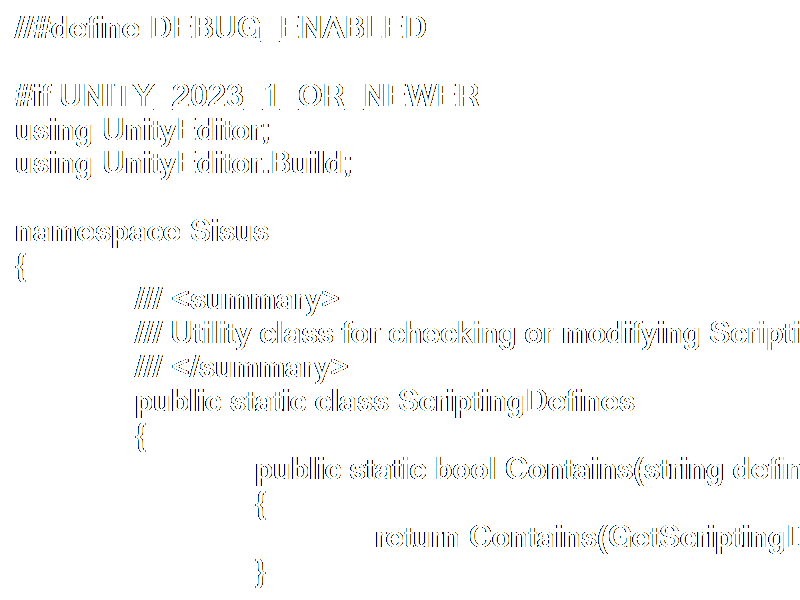 //#define DEBUG_ENABLED
#if UNITY_2023_1_OR_NEWER
using UnityEditor;
using UnityEditor.Build;
namespace Sisus
{
/// <summary>
/// Utility class for checking or modifying Scripti
/// </summary>
public static class ScriptingDefines
{
public static bool Contains(string defin
{
return Contains(GetScriptingD
}